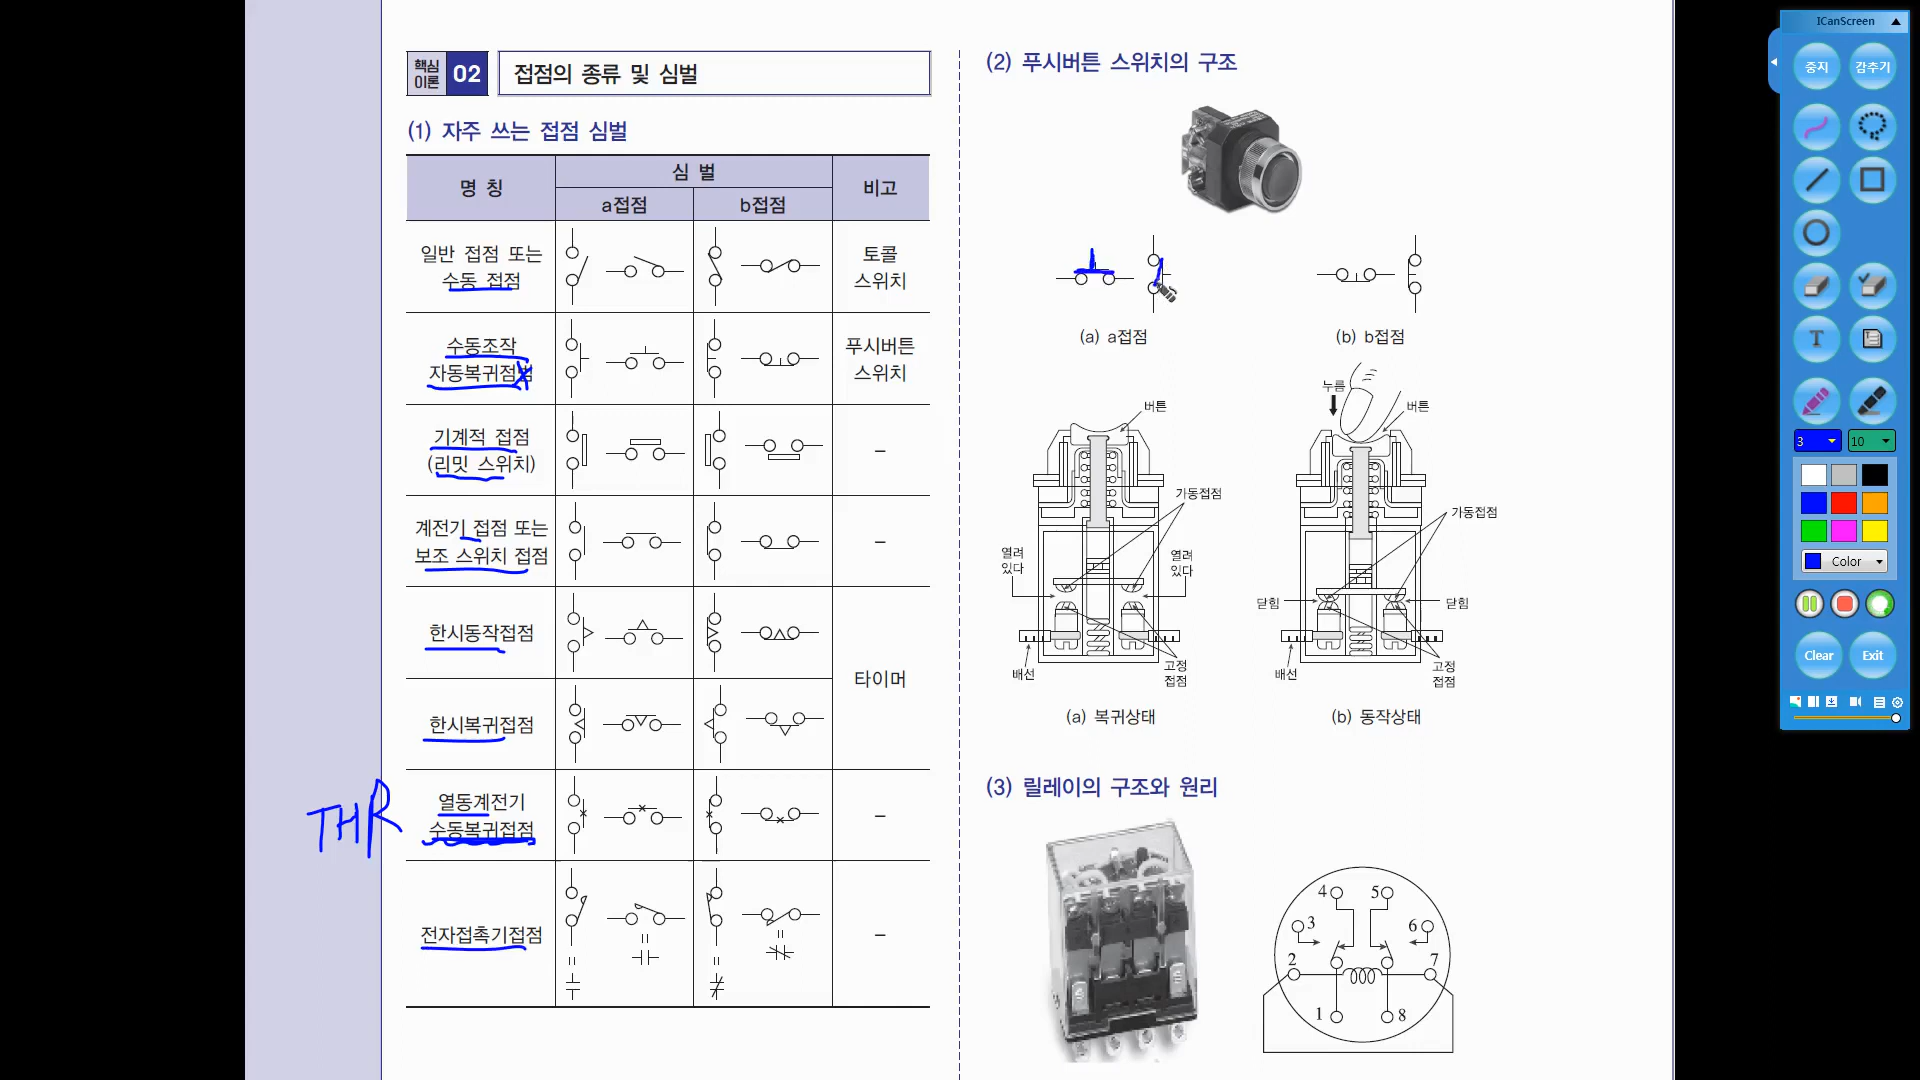 핵심
이론
02
접점의 종류 및 심벌
(1) 자주 쓰는 접점 심벌
명 칭
심 벌
비고
a접점
b접점
일반 접점 또는
수동 접점
토콜
스위치
수동조작
자동복귀접점
푸시버튼
스위치
기계적 접점
(리밋 스위치)
-
계전기 접점 또는
보조 스위치 접점
-
한시동작접점
타이머
한시복귀접점
THR
열동계전기
수동복귀접점
-
전자접촉기접점
-
(2) 푸시버튼 스위치의 구조
(a) a접점
(b) b접점
버튼
가동접점
열려
있다
열려
있다
배선
고정
접점
(a) 복귀상태
누름
버튼
가동접점
닫힘
닫힘
배선
고정
접점
(b) 동작상태
(3) 릴레이의 구조와 원리
4
5
3
6
2
7
1
8
ICanScreen
중지
감추기
T
3
10
Color
Clear
Exit